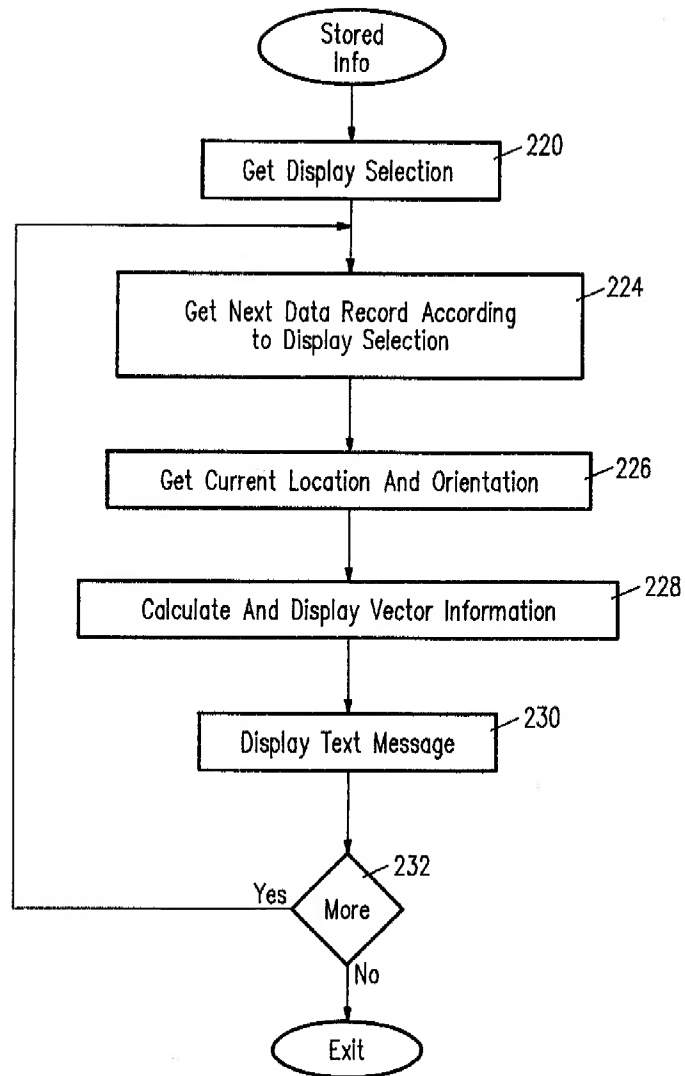 Stored
Info
220
Get Display Selection
224
Get Next Data Record According
to Display Selection
226
Get Current Location And Orientation
228
Calculate And Display Vector Information
230
Display Text Message
232
Yes
More
No
Exit